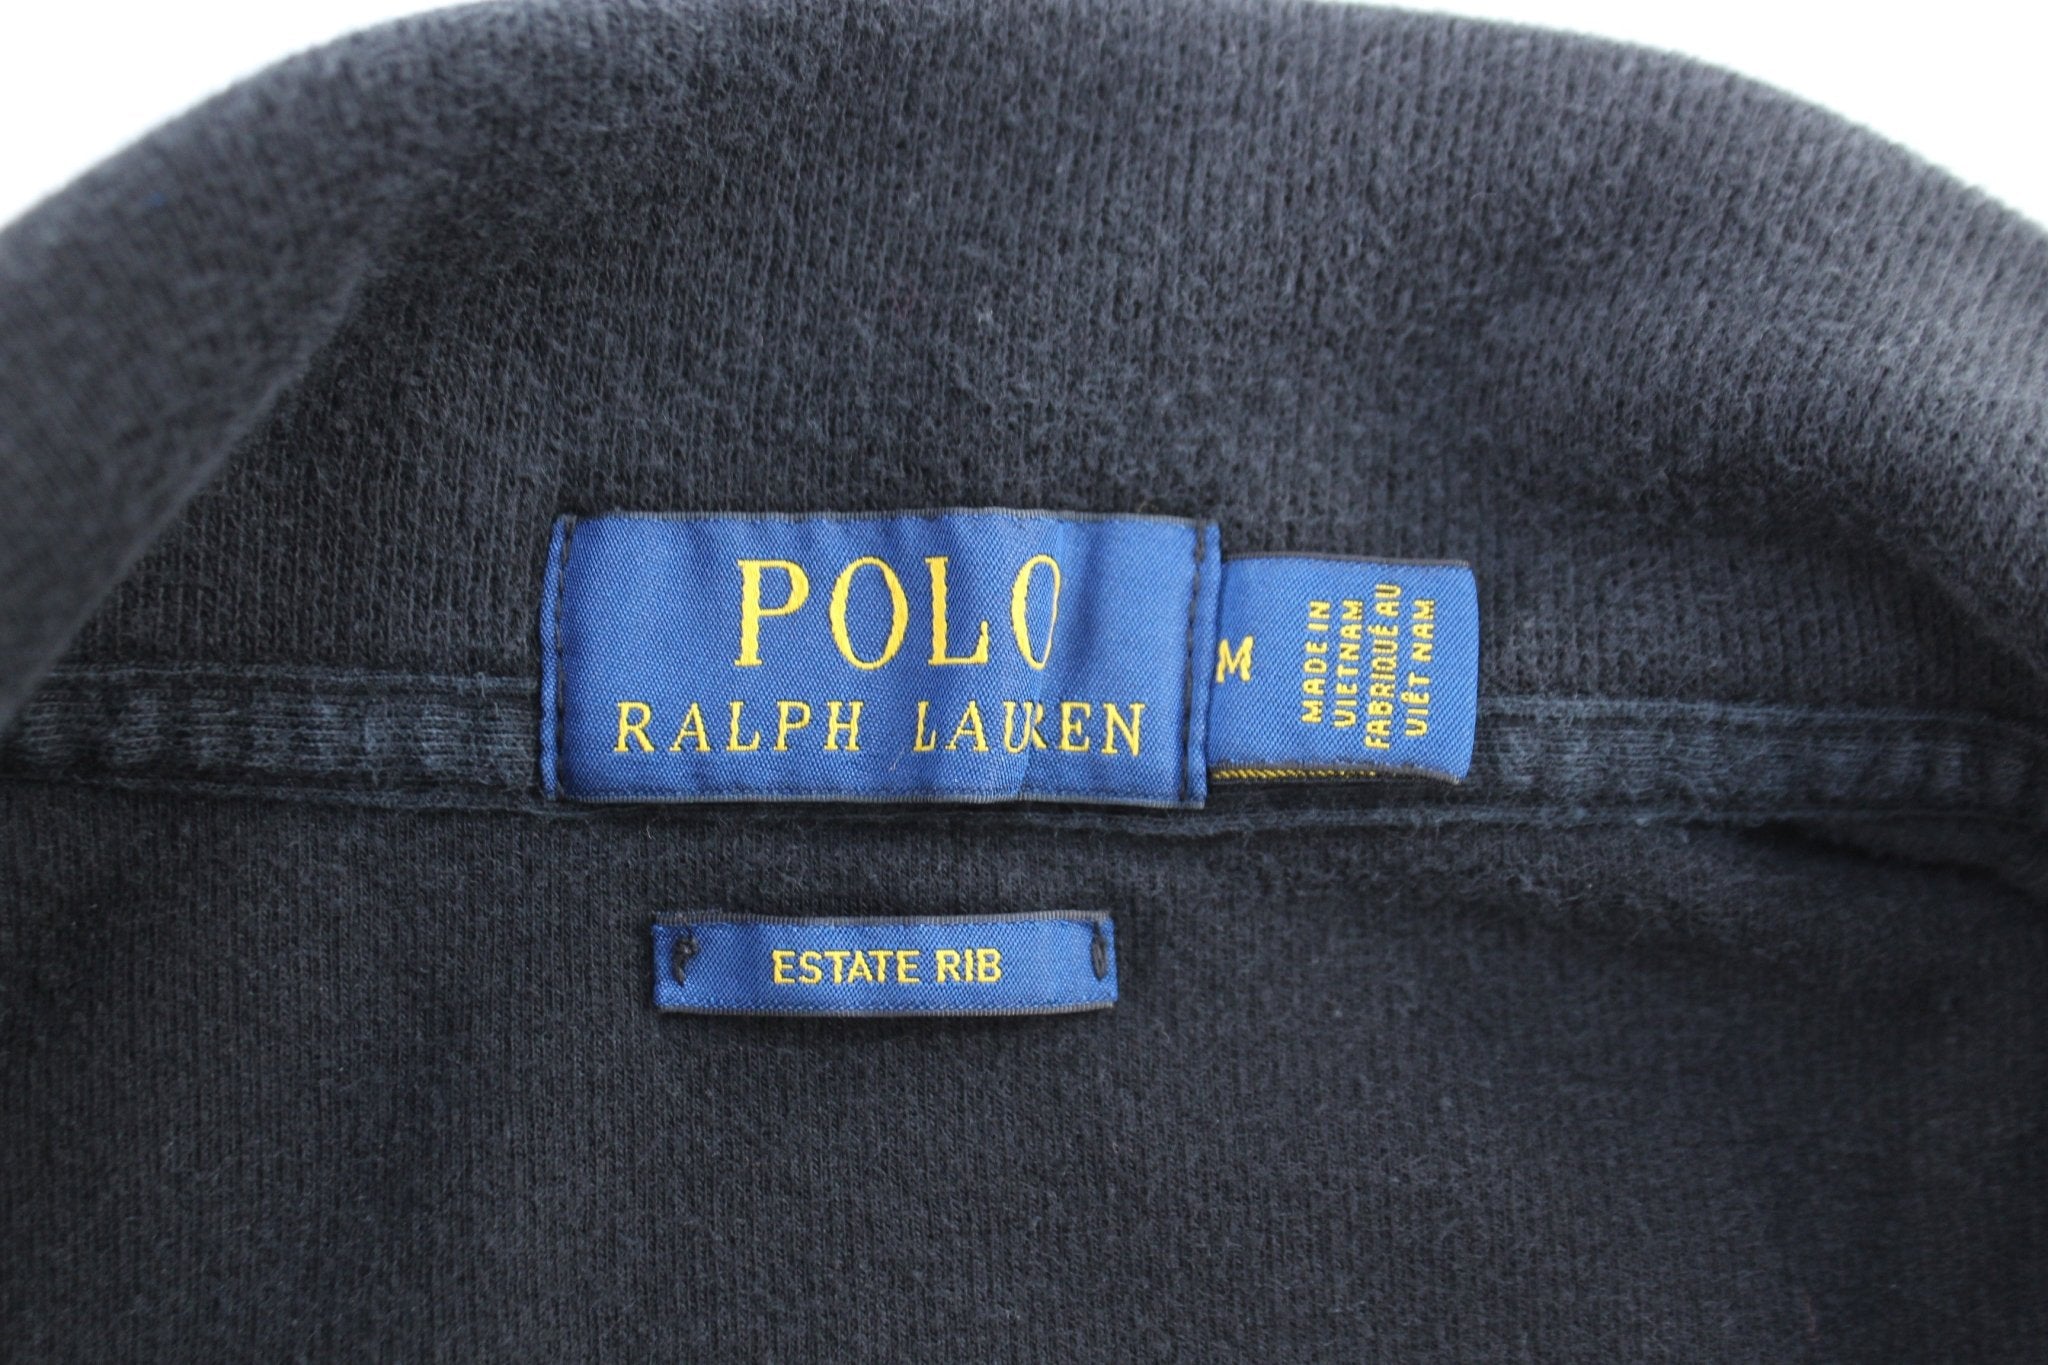 POLO
RALPH LAUREN
M
MADE IN
VIETNAM
FABRIQUÉ AU
VIÊT NAM
ESTATE RIB